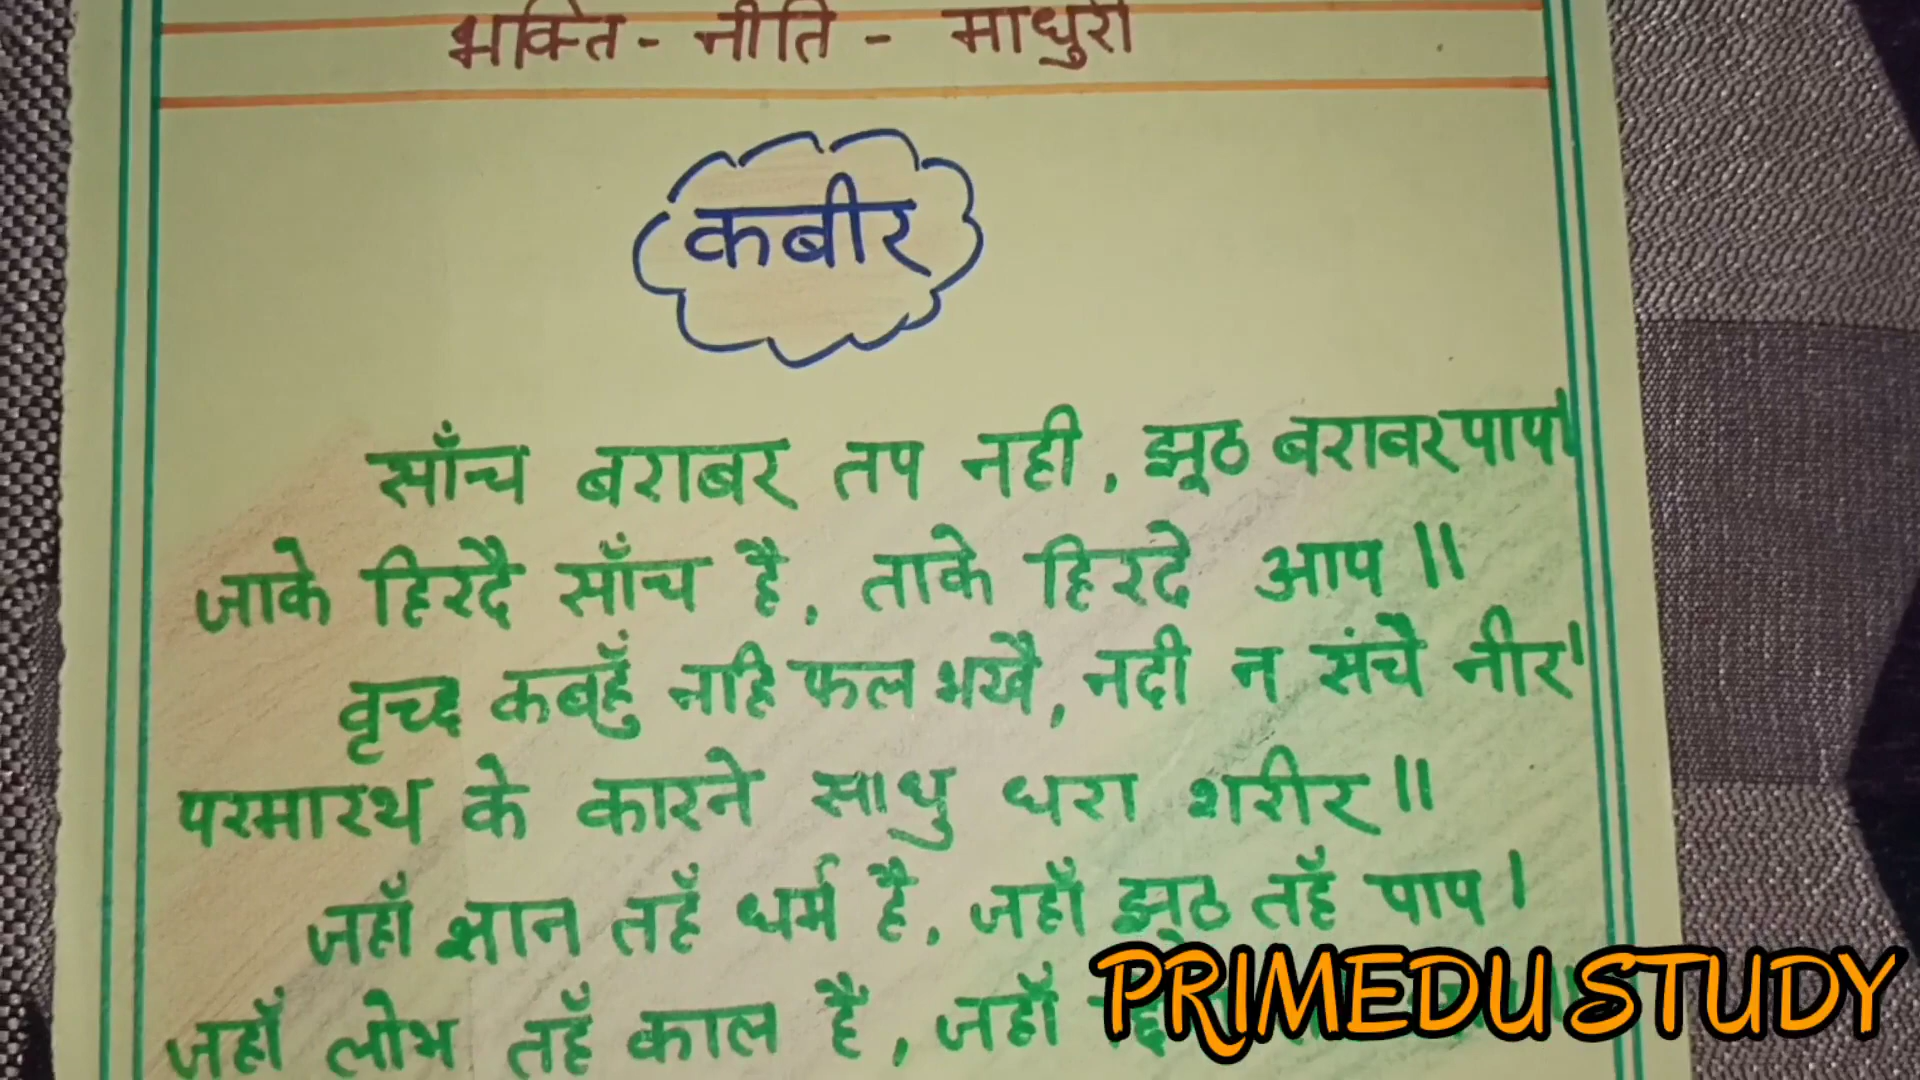 भक्ति - नीति - माधुरी
कबीर
साँच बराबर तप नही, झूठ बराबर पाप।
जाके हिरदै साँच है, ताके हिरदे आप ॥
वृच्छ कबहुँ नहि फल भखै, नदी न संचै नीर।
परमारथ के कारने साधु धरा शरीर ॥
जहाँ ज्ञान तहँ धर्म है, जहाँ झूठ तहँ पाप।
जहाँ लोभ तहँ काल है, जहाँ
PRIMEDU STUDY